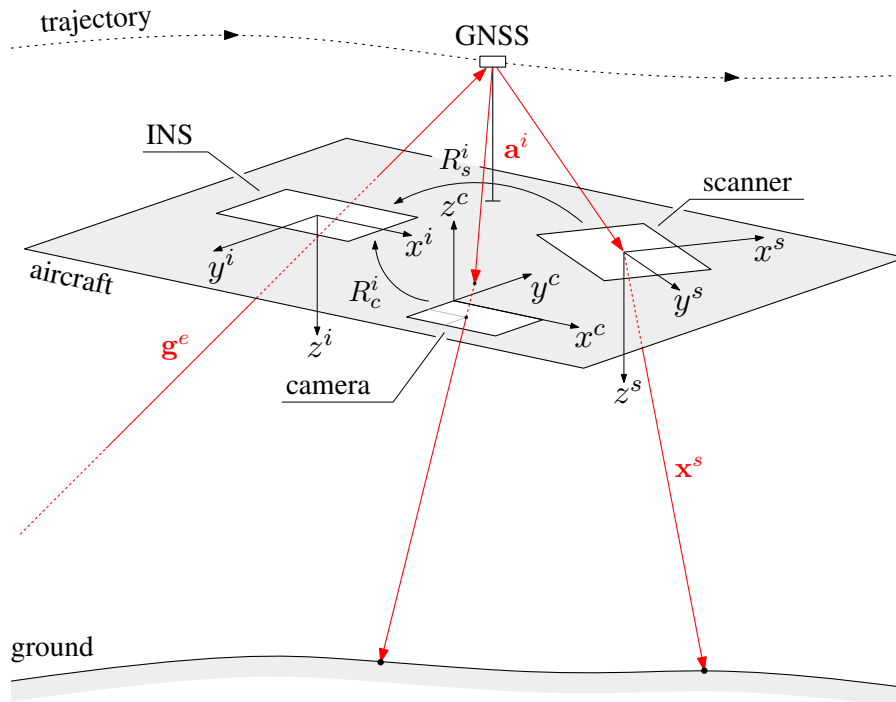 trajectory
GNSS
INS
R_s^i
a^i
scanner
z^c
x^i
x^s
y^i
aircraft
R_c^i
y^c
y^s
z^i
x^c
g^e
camera
z^s
x^s
ground